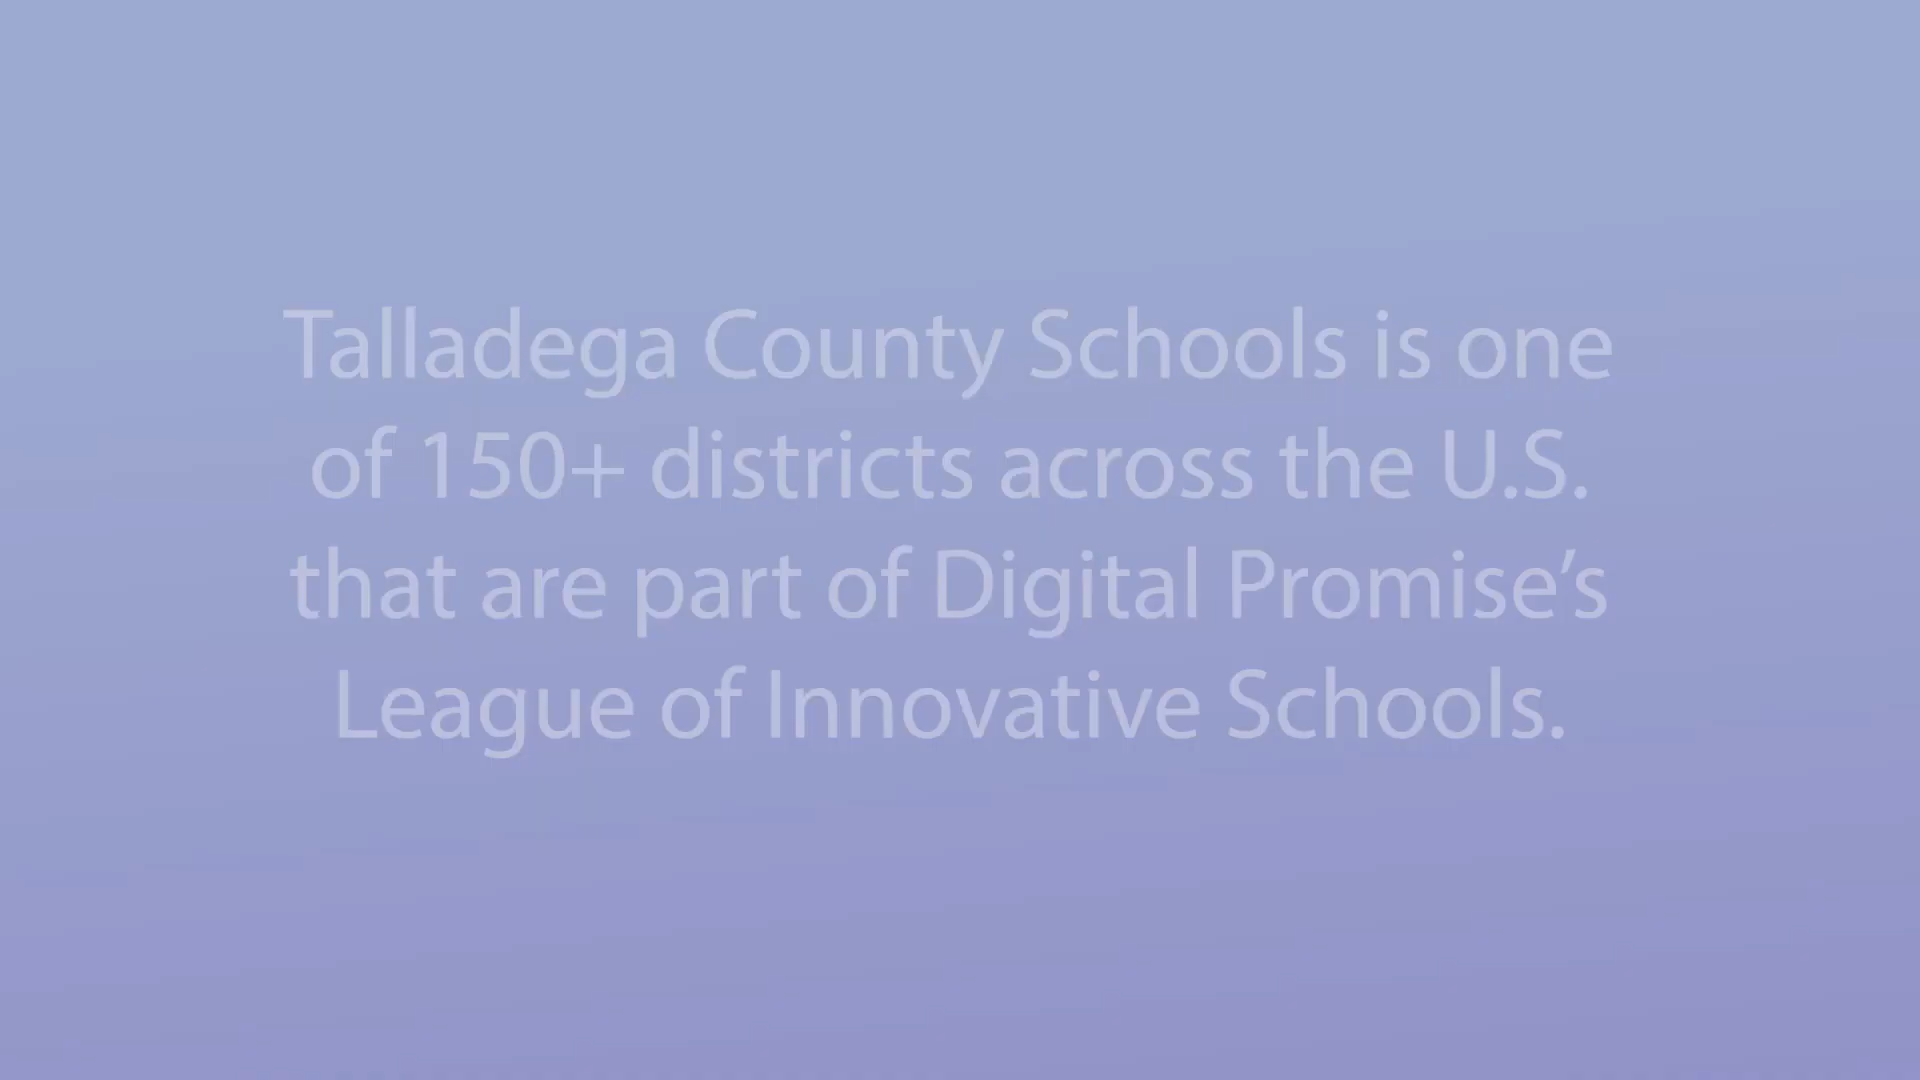 Talladega County Schools is one
of 150+ districts across the U.S.
that are part of Digital Promise’s
League of Innovative Schools.